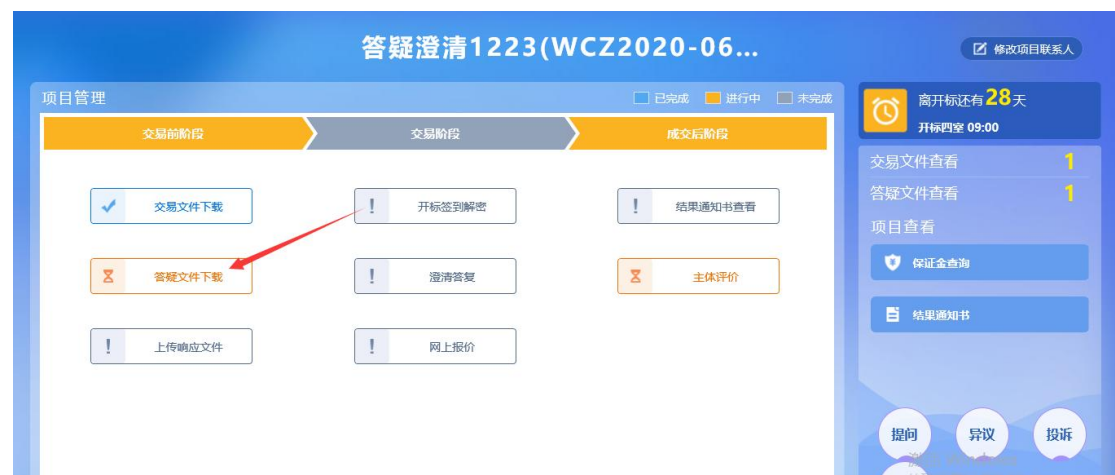 答疑澄清1223(WCZ2020-06...
修改项目联系人
项目管理
已完成 进行中 未完成
交易前阶段 交易阶段 成交后阶段
交易文件下载 开标签到解密 结果通知书查看
答疑文件下载 澄清答复 主体评价
上传响应文件 网上报价
离开标还有28天
开标四室 09:00
交易文件查看 1
答疑文件查看 1
项目查看
保证金查询
结果通知书
提问 异议 投诉